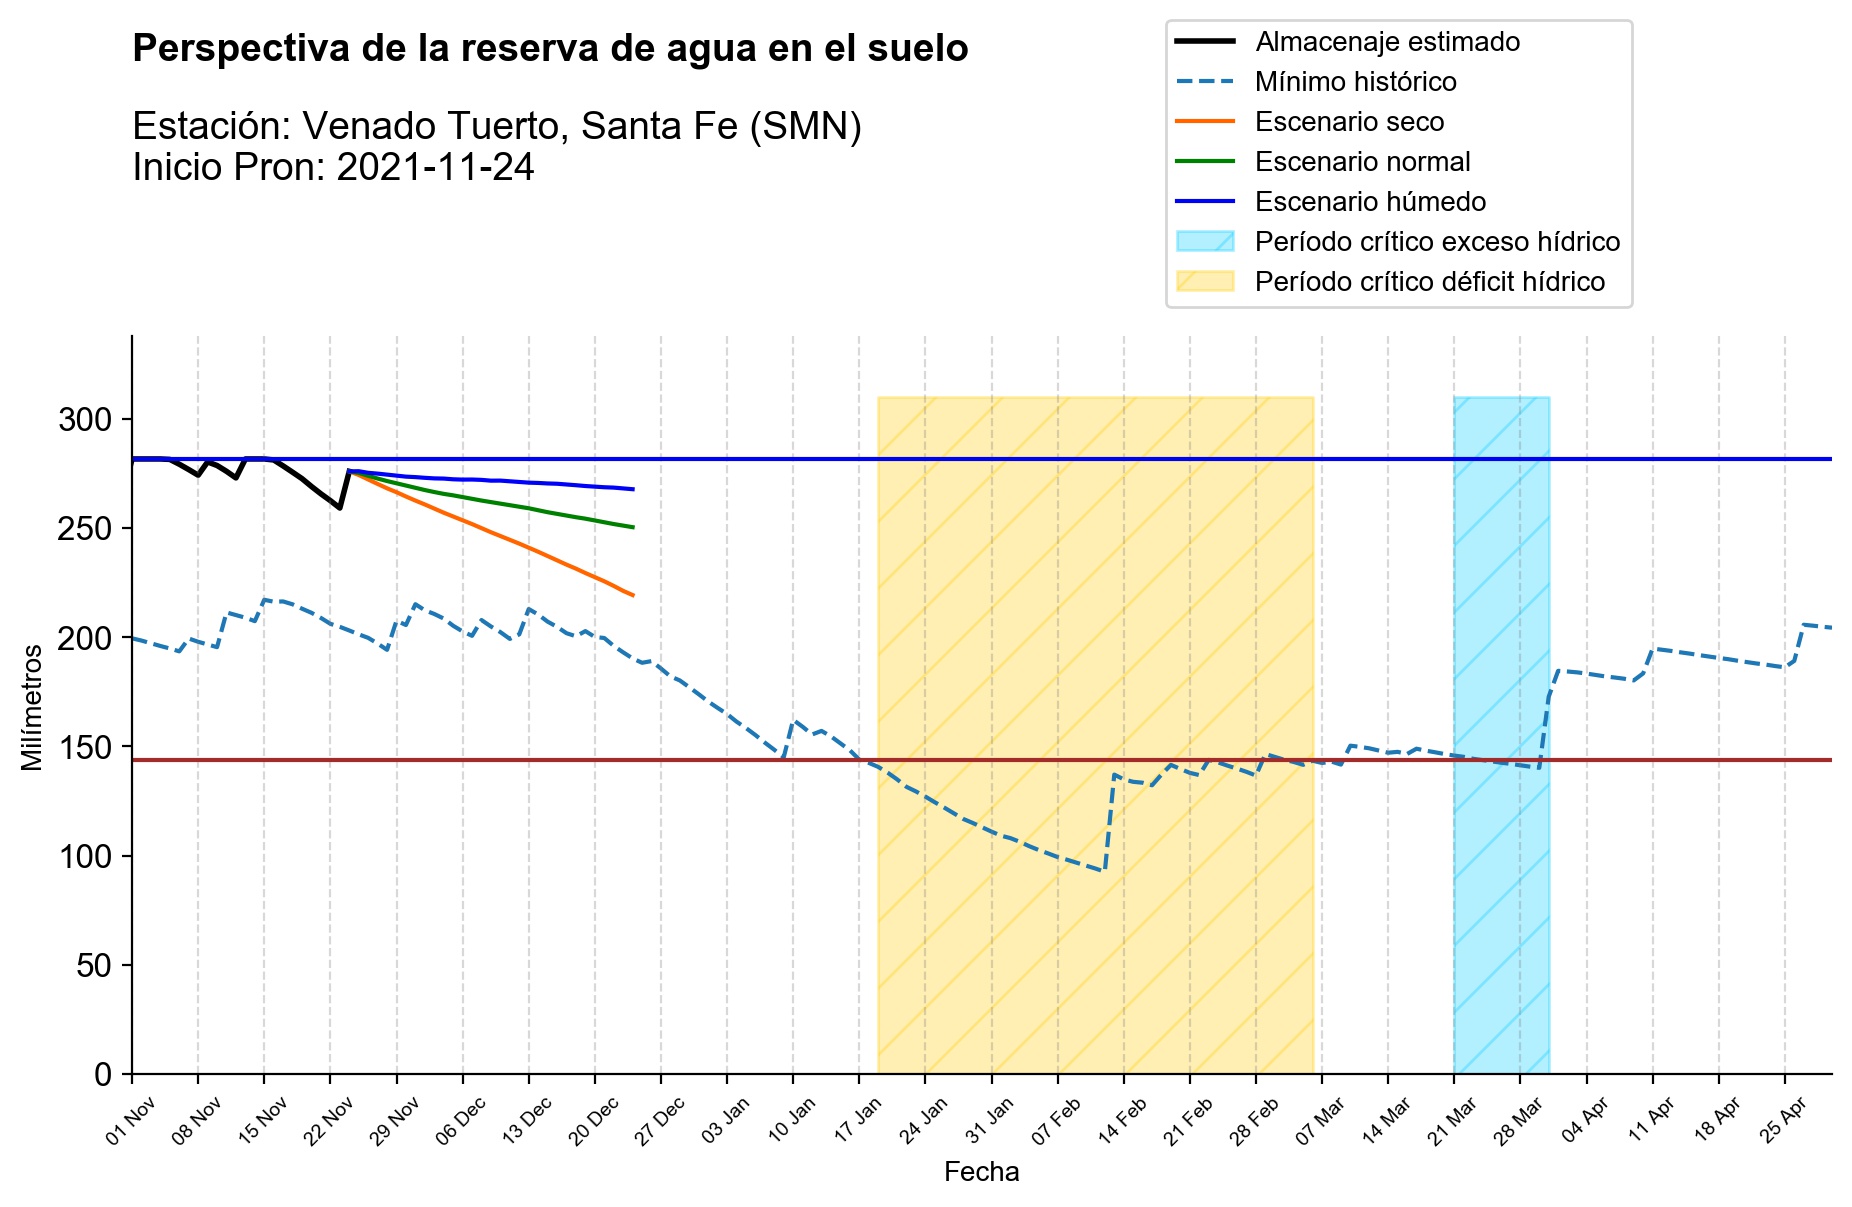 Perspectiva de la reserva de agua en el suelo
Estación: Venado Tuerto, Santa Fe (SMN)
Inicio Pron: 2021-11-24
Almacenaje estimado
Mínimo histórico
Escenario seco
Escenario normal
Escenario húmedo
Período crítico exceso hídrico
Período crítico déficit hídrico
Milímetros
300
250
200
150
100
50
0
01 Nov
08 Nov
15 Nov
22 Nov
29 Nov
06 Dec
13 Dec
20 Dec
27 Dec
03 Jan
10 Jan
17 Jan
24 Jan
31 Jan
07 Feb
14 Feb
21 Feb
28 Feb
07 Mar
14 Mar
21 Mar
28 Mar
04 Apr
11 Apr
18 Apr
25 Apr
Fecha